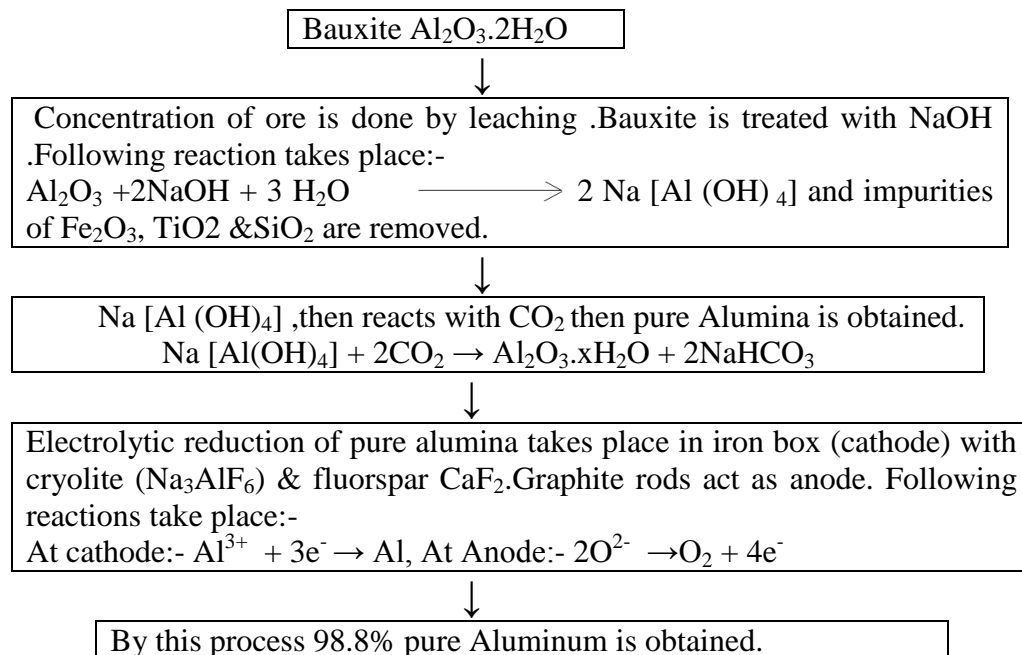 Bauxite Al₂O₃.2H₂O
Concentration of ore is done by leaching .Bauxite is treated with NaOH
.Following reaction takes place:-
Al₂O₃ +2NaOH + 3 H₂O ⟶ 2 Na [Al (OH) ₄] and impurities
of Fe₂O₃, TiO2 &SiO₂ are removed.
Na [Al (OH)₄] ,then reacts with CO₂ then pure Alumina is obtained.
Na [Al(OH)₄] + 2CO₂ → Al₂O₃.xH₂O + 2NaHCO₃
Electrolytic reduction of pure alumina takes place in iron box (cathode) with
cryolite (Na₃AlF₆) & fluorspar CaF₂.Graphite rods act as anode. Following
reactions take place:-
At cathode:- Al³⁺ + 3e⁻ → Al, At Anode:- 2O²⁻ →O₂ + 4e⁻
By this process 98.8% pure Aluminum is obtained.